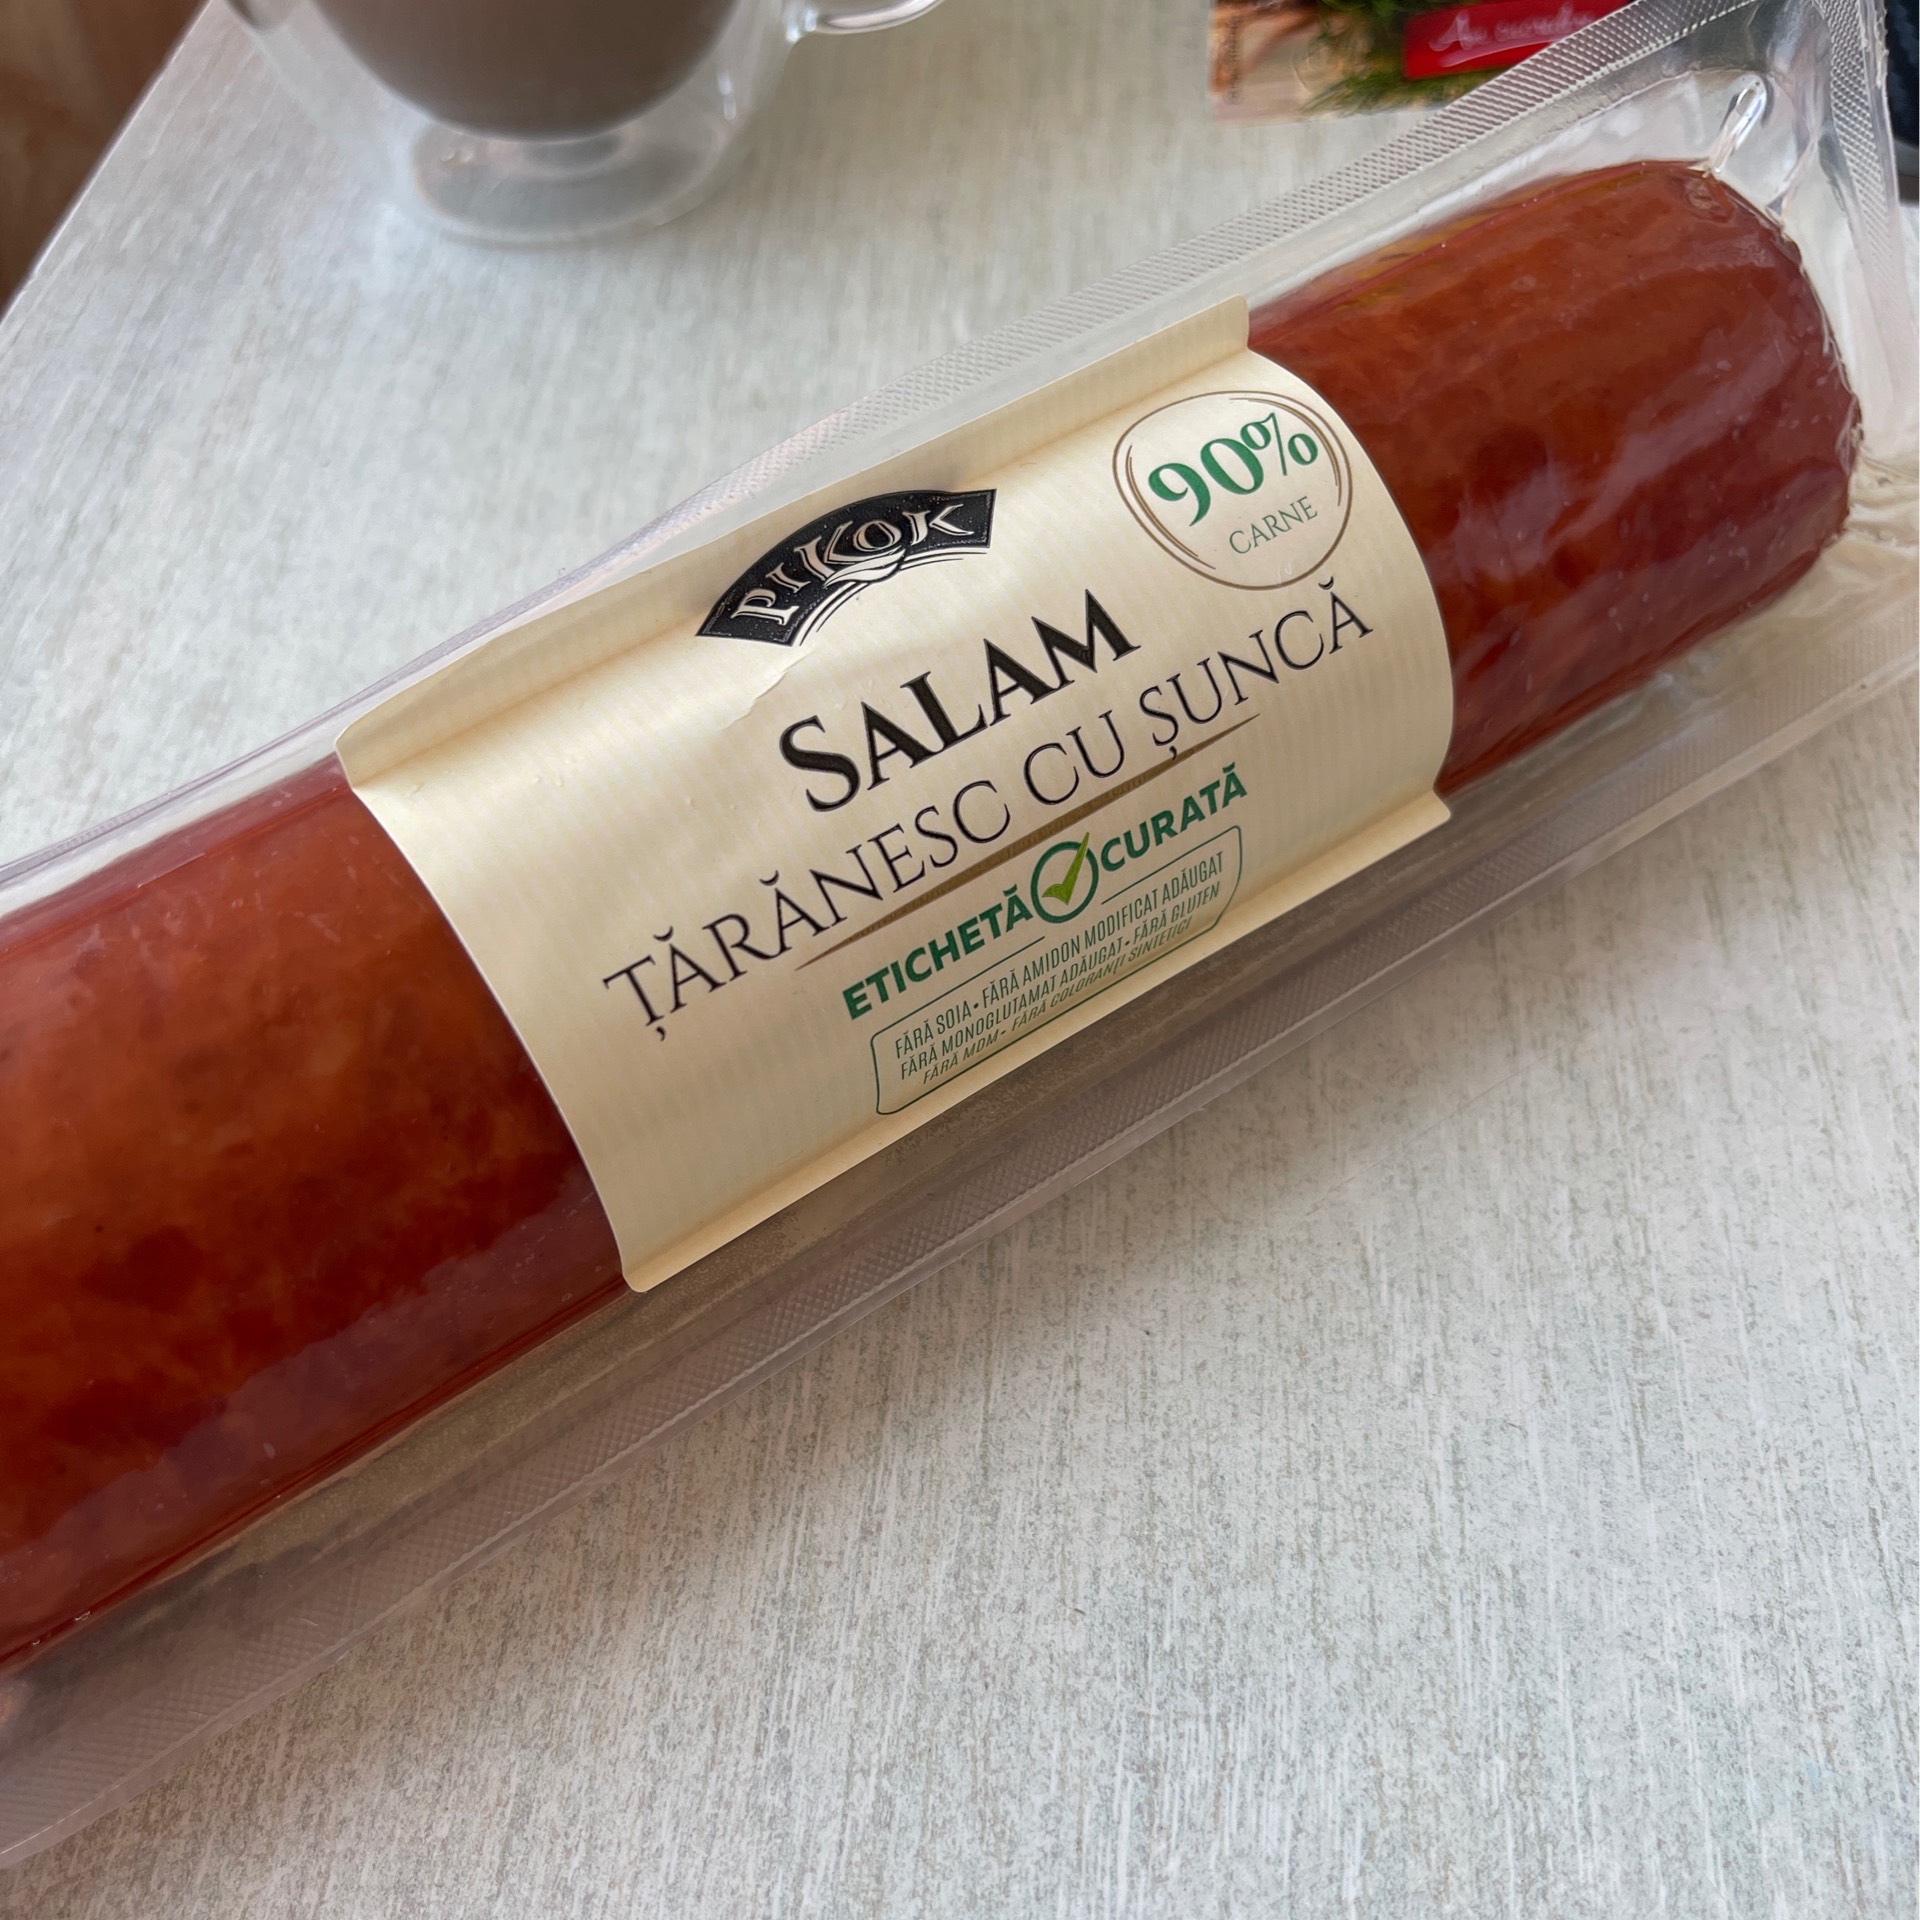 PIKOK
90%
CARNE
SALAM
ȚĂRĂNESC CU ȘUNCĂ
ETICHETĂ CURATĂ
FĂRĂ SOIA • FĂRĂ AMIDON MODIFICAT ADĂUGAT
FĂRĂ MONOGLUTAMAT ADĂUGAT • FĂRĂ GLUTEN
FĂRĂ MDM • FĂRĂ COLORANȚI SINTETICI